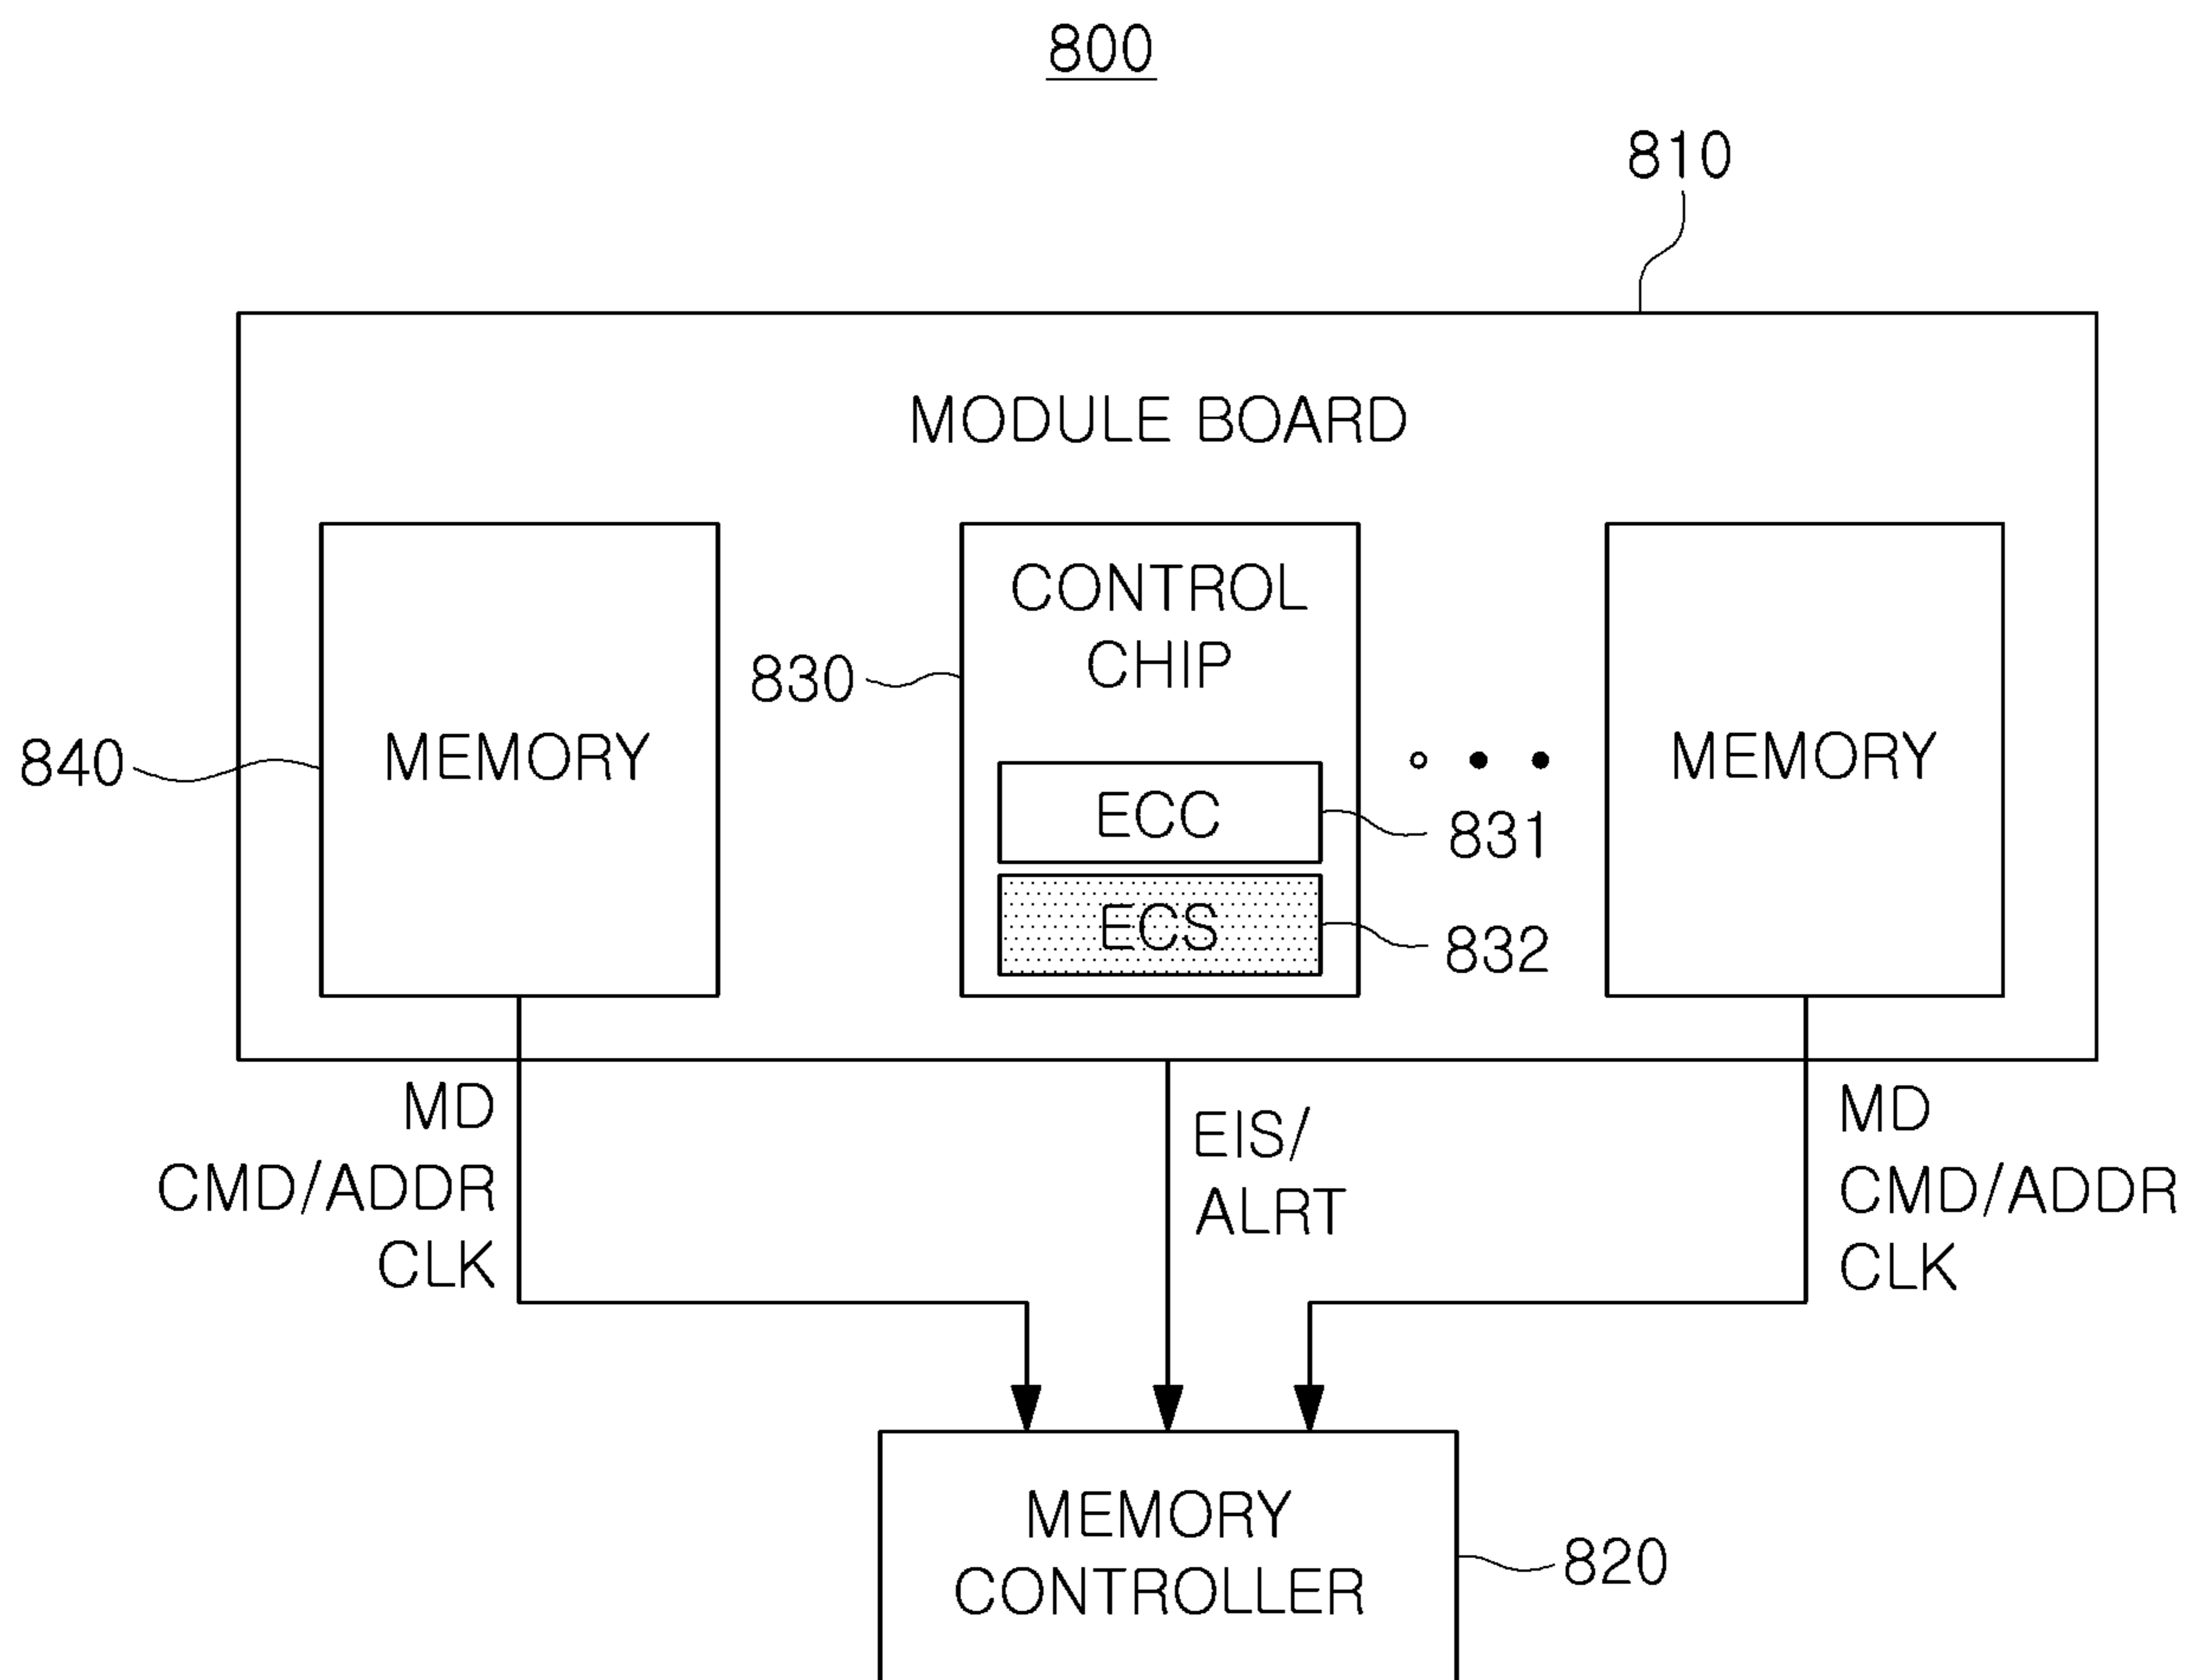 800
810
MODULE BOARD
CONTROL
CHIP
830
840
MEMORY
MEMORY
ECC
831
ECS
832
MD
CMD/ADDR
CLK
EIS/
ALRT
MD
CMD/ADDR
CLK
MEMORY
CONTROLLER
820